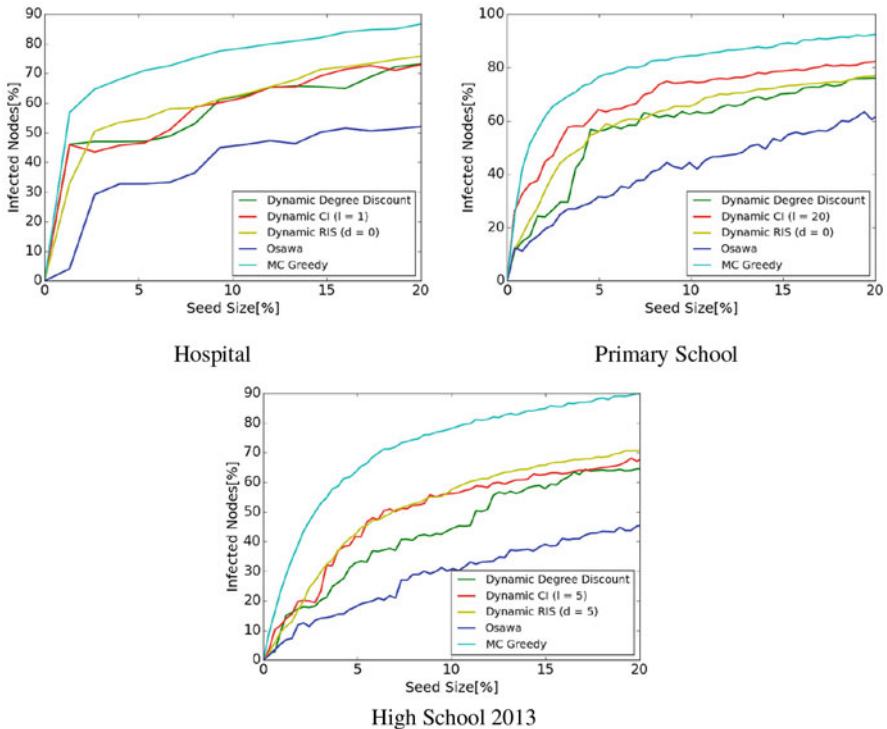 90
80
70
60
50
40
30
20
10
0
Infected Nodes[%]
0 5 10 15 20
Seed Size[%]
Dynamic Degree Discount
Dynamic CI (l = 1)
Dynamic RIS (d = 0)
Osawa
MC Greedy
Hospital
100
80
60
40
20
0
Infected Nodes[%]
0 5 10 15 20
Seed Size[%]
Dynamic Degree Discount
Dynamic CI (l = 20)
Dynamic RIS (d = 0)
Osawa
MC Greedy
Primary School
90
80
70
60
50
40
30
20
10
0
Infected Nodes[%]
0 5 10 15 20
Seed Size[%]
Dynamic Degree Discount
Dynamic CI (l = 5)
Dynamic RIS (d = 5)
Osawa
MC Greedy
High School 2013